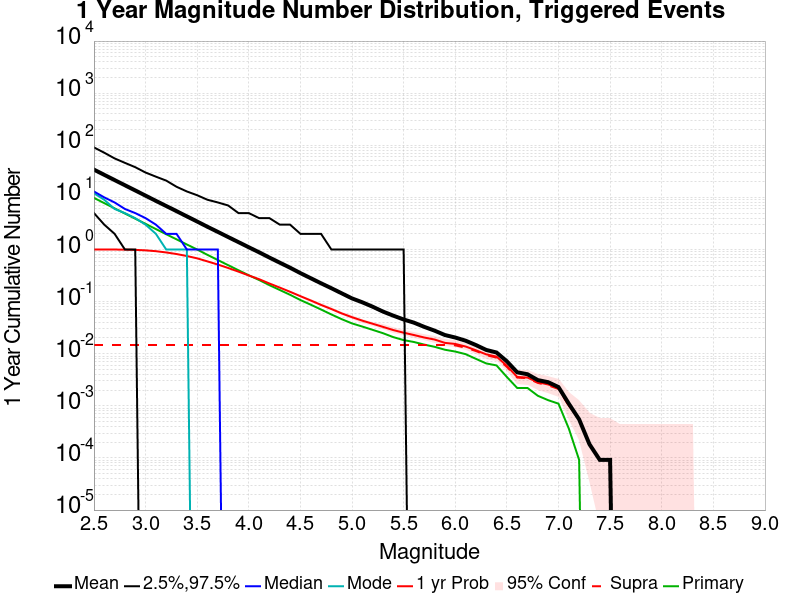 1 Year Magnitude Number Distribution, Triggered Events
1 Year Cumulative Number
10^4
10^3
10^2
10^1
10^0
10^-1
10^-2
10^-3
10^-4
10^-5
2.5 3.0 3.5 4.0 4.5 5.0 5.5 6.0 6.5 7.0 7.5 8.0 8.5 9.0
Magnitude
Mean 2.5%,97.5% Median Mode 1 yr Prob 95% Conf Supra Primary